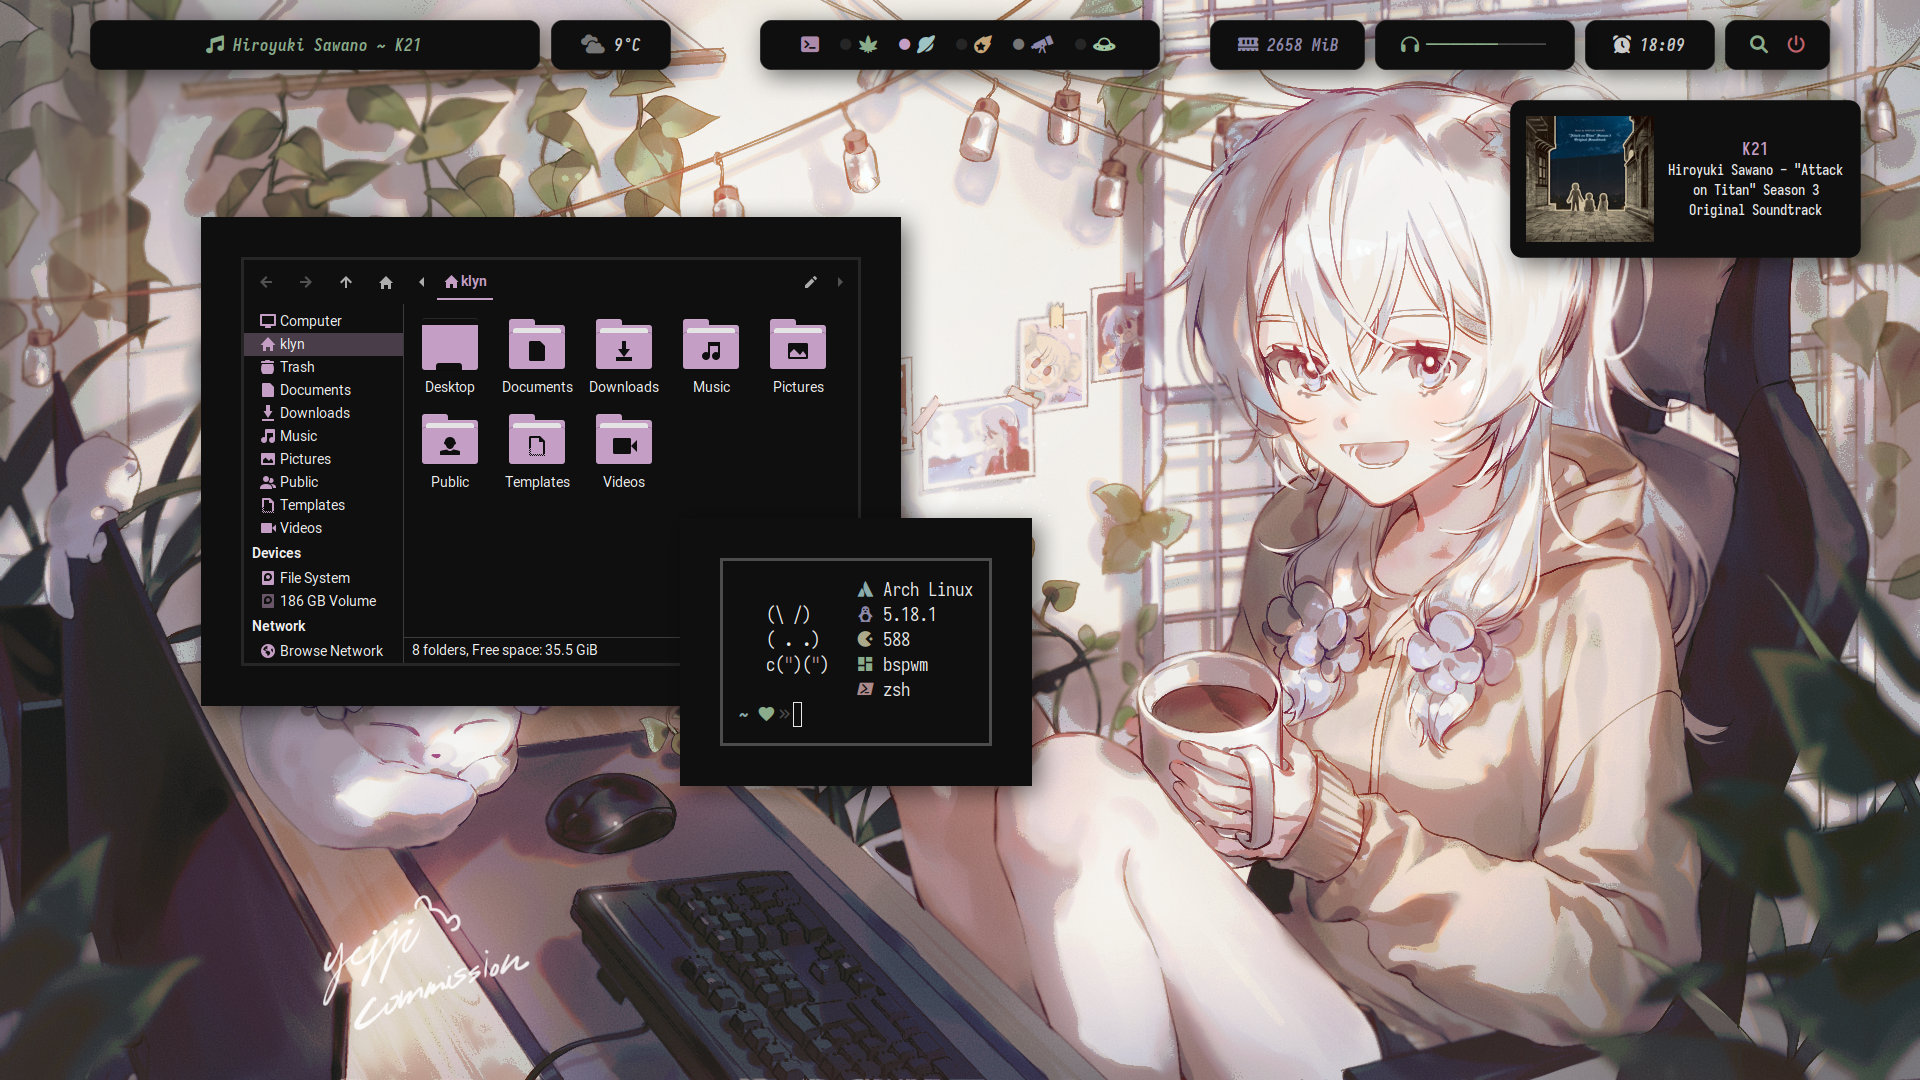 Hiroyuki Sawano ~ K21
9°C
2658 MiB
18:09
K21
Hiroyuki Sawano - "Attack
on Titan" Season 3
Original Soundtrack
klyn
Computer
klyn
Trash
Documents
Downloads
Music
Pictures
Public
Templates
Videos
Devices
File System
186 GB Volume
Network
Browse Network
Desktop
Documents
Downloads
Music
Pictures
Public
Templates
Videos
8 folders, Free space: 35.5 GiB
(\ /)
( . .)
c(")(")
Arch Linux
5.18.1
588
bspwm
zsh
~ ♥ »
yejji
commission